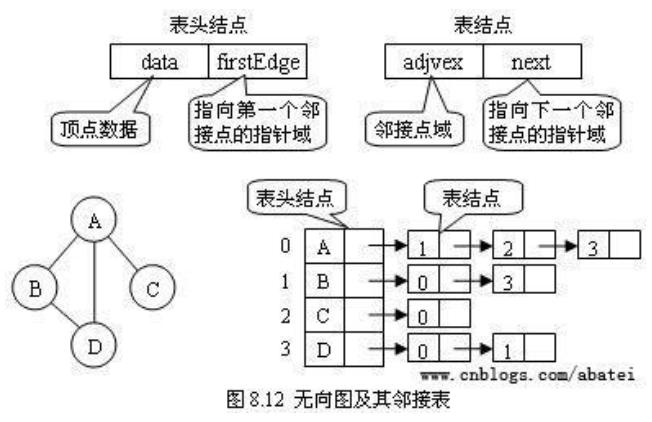 表头结点 表结点
data firstEdge adjvex next
顶点数据 指向第一个邻接点的指针域 邻接点域 指向下一个邻接点的指针域
表头结点 表结点
A
B C
D
0 A 1 2 3
1 B 0 3
2 C 0
3 D 0 1
www.cnblogs.com/abatei
图 8.12 无向图及其邻接表